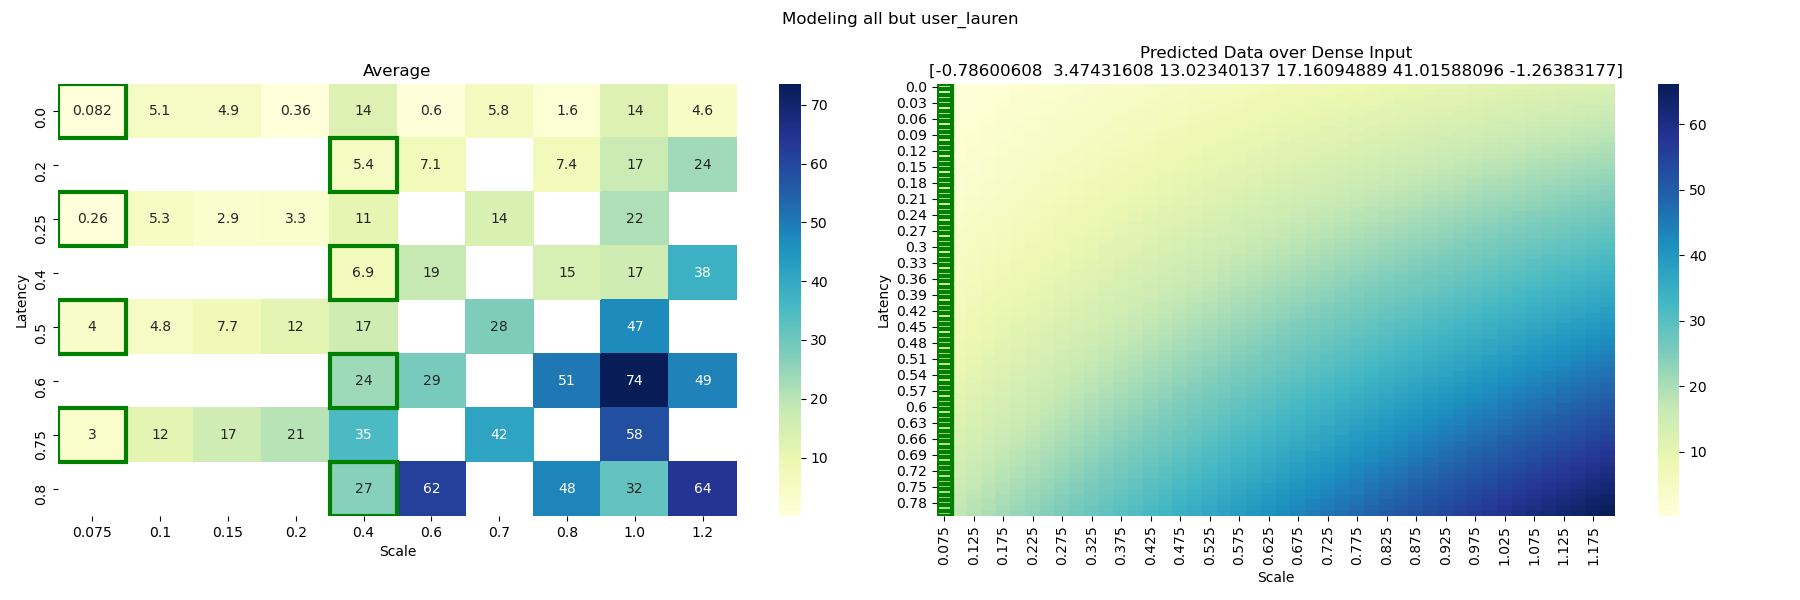 Modeling all but user_lauren
Average
0.0 0.082 5.1 4.9 0.36 14 0.6 5.8 1.6 14 4.6
0.2 5.4 7.1 7.4 17 24
0.25 0.26 5.3 2.9 3.3 11 14 22
0.4 6.9 19 15 17 38
0.5 4 4.8 7.7 12 17 28 47
0.6 24 29 51 74 49
0.75 3 12 17 21 35 42 58
0.8 27 62 48 32 64
0.075 0.1 0.15 0.2 0.4 0.6 0.7 0.8 1.0 1.2
Scale
Latency
70
60
50
40
30
20
10
Predicted Data over Dense Input
[-0.78600608  3.47431608 13.02340137 17.16094889 41.01588096 -1.26383177]
0.0
0.03
0.06
0.09
0.12
0.15
0.18
0.21
0.24
0.27
0.3
0.33
0.36
0.39
0.42
0.45
0.48
0.51
0.54
0.57
0.6
0.63
0.66
0.69
0.72
0.75
0.78
Latency
0.075 0.125 0.175 0.225 0.275 0.325 0.375 0.425 0.475 0.525 0.575 0.625 0.675 0.725 0.775 0.825 0.875 0.925 0.975 1.025 1.075 1.125 1.175
Scale
60
50
40
30
20
10